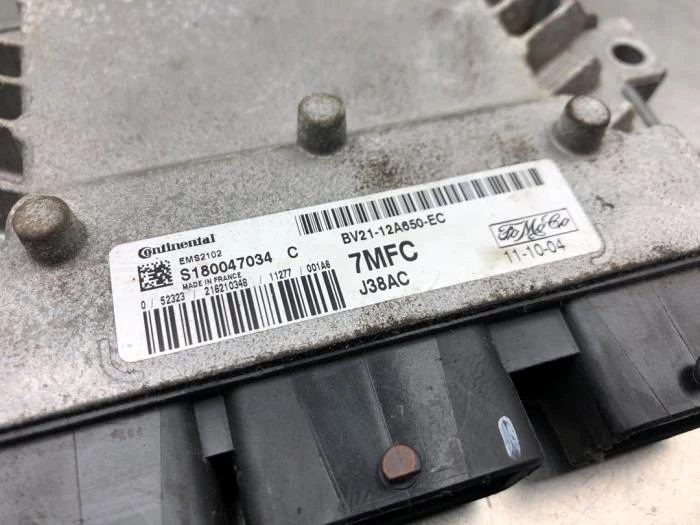 Continental
EMS2102
S180047034 C
MADE IN FRANCE
0 / 52323 / 21621034B / 11277 / 001A6
BV21-12A650-EC
7MFC
J38AC
FoMoCo
11-10-04